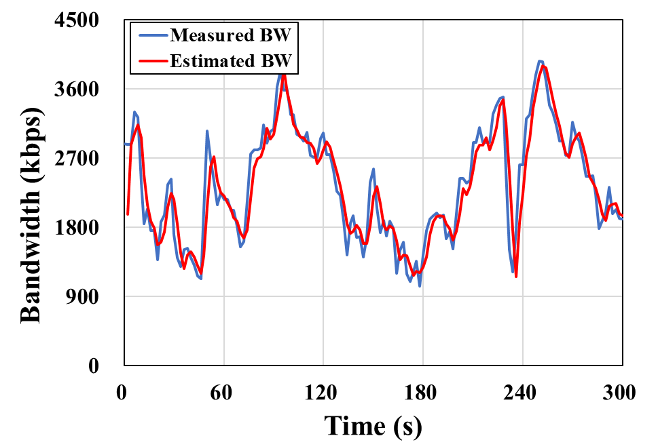 4500
Measured BW
Estimated BW
3600
2700
1800
900
0
Bandwidth (kbps)
0 60 120 180 240 300
Time (s)